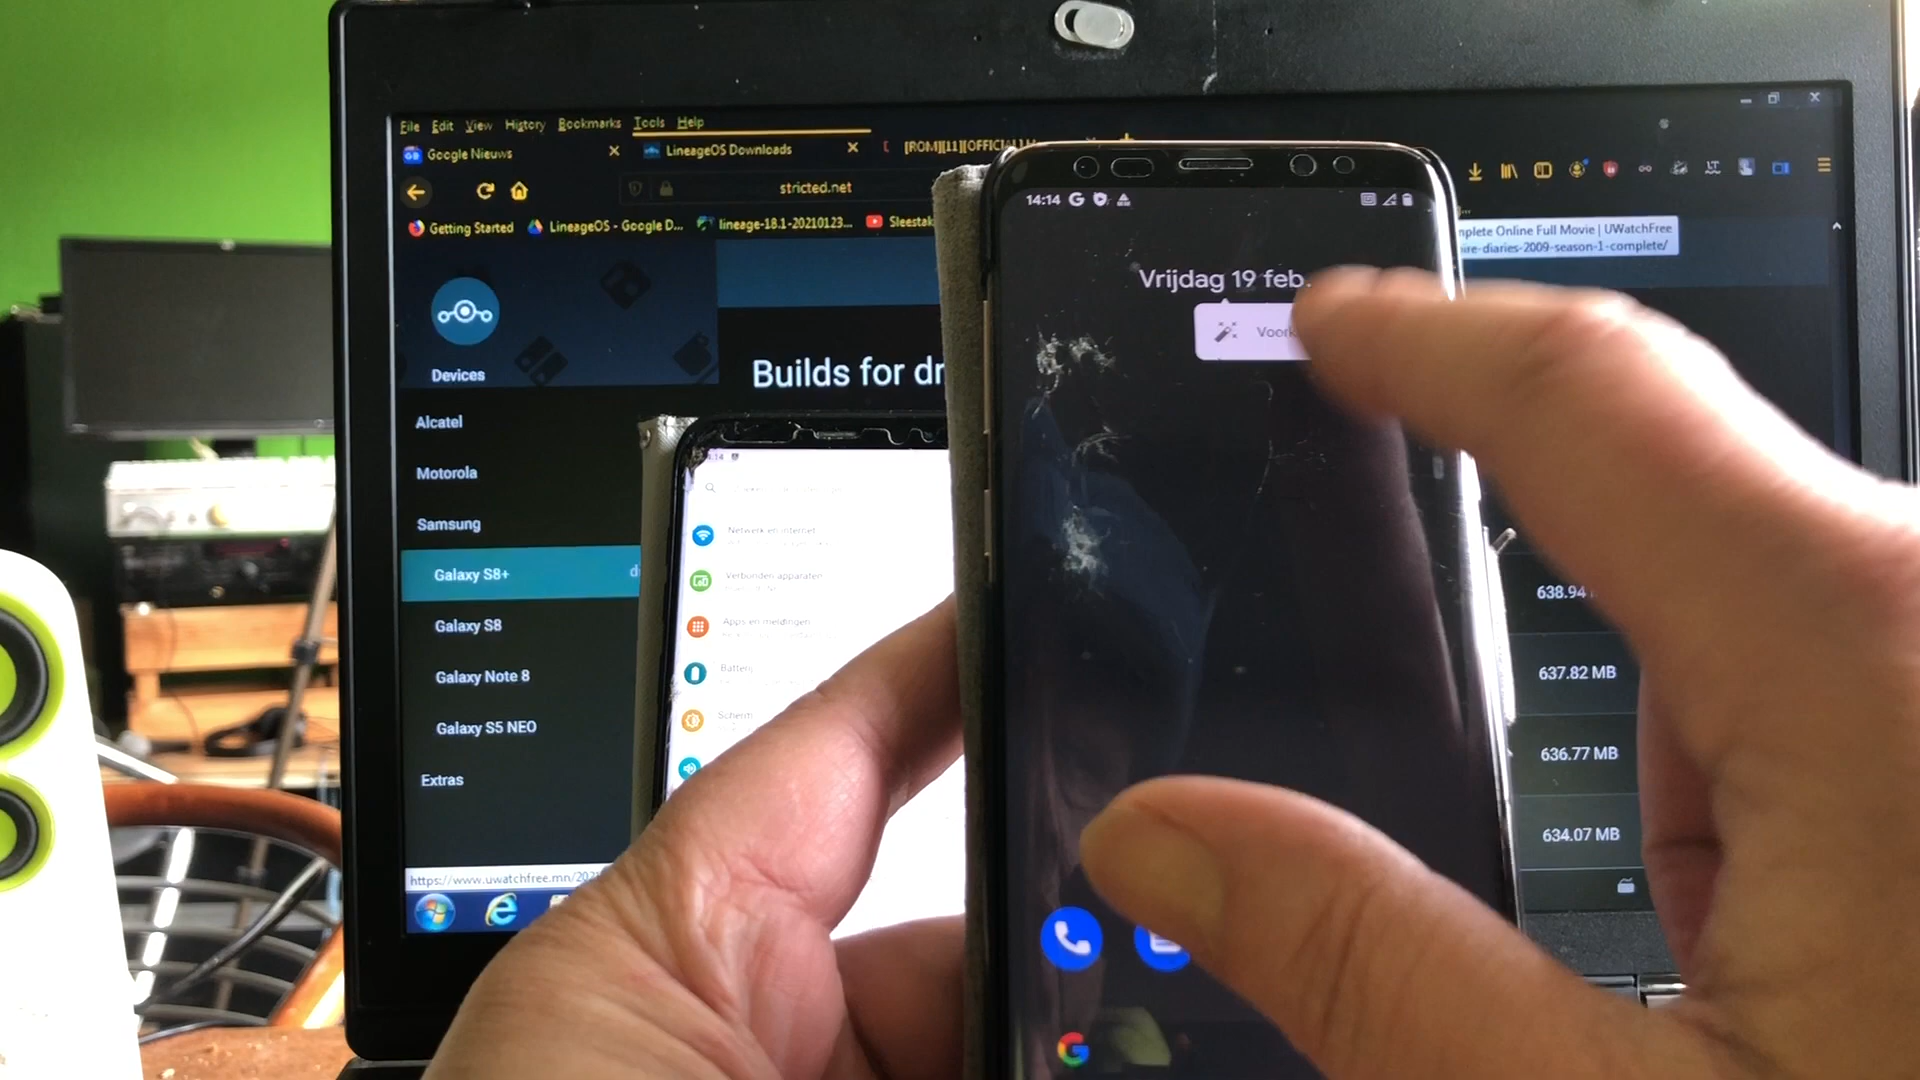 File Edit View History Bookmarks Tools Help
Google Nieuws
LineageOS Downloads
[ROM][11][OFFICIAL]
stricted.net
Getting Started
LineageOS - Google D...
lineage-18.1-20210123...
Sleestak
mplete Online Full Movie | UWatchFree
ire-diaries-2009-season-1-complete/
Devices
Builds for dr
Alcatel
Motorola
Samsung
Galaxy S8+
Galaxy S8
Galaxy Note 8
Galaxy S5 NEO
Extras
https://www.uwatchfree.mn/202
638.94
637.82 MB
636.77 MB
634.07 MB
Netwerk en internet
Verbonden apparaten
Apps en meldingen
Batterij
Scherm
14:14
Vrijdag 19 feb.
Voork